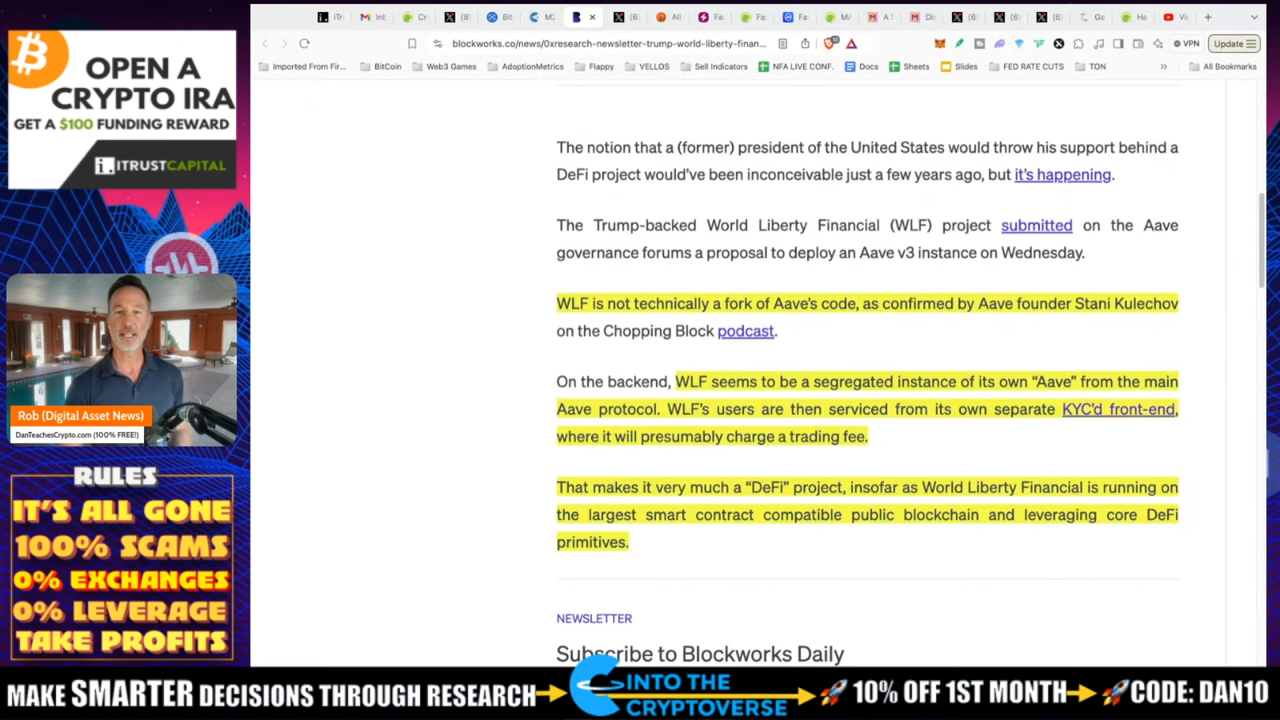 OPEN A
CRYPTO IRA
GET A $100 FUNDING REWARD
i. iTRUSTCAPITAL
Rob (Digital Asset News)
DanTeachesCrypto.com (100% FREE!)
RULES
IT'S ALL GONE
100% SCAMS
0% EXCHANGES
0% LEVERAGE
TAKE PROFITS
blockworks.co/news/0xresearch-newsletter-trump-world-liberty-finan...
VPN
Update
Imported From Fir...
BitCoin
Web3 Games
AdoptionMetrics
Flappy
VELLOS
Sell Indicators
NFA LIVE CONF.
Docs
Sheets
Slides
FED RATE CUTS
TON
»
All Bookmarks
The notion that a (former) president of the United States would throw his support behind a
DeFi project would've been inconceivable just a few years ago, but it's happening.
The Trump-backed World Liberty Financial (WLF) project submitted on the Aave
governance forums a proposal to deploy an Aave v3 instance on Wednesday.
WLF is not technically a fork of Aave's code, as confirmed by Aave founder Stani Kulechov
on the Chopping Block podcast.
On the backend, WLF seems to be a segregated instance of its own “Aave” from the main
Aave protocol. WLF's users are then serviced from its own separate KYC'd front-end,
where it will presumably charge a trading fee.
That makes it very much a “DeFi” project, insofar as World Liberty Financial is running on
the largest smart contract compatible public blockchain and leveraging core DeFi
primitives.
NEWSLETTER
Subscribe to Blockworks Daily
MAKE SMARTER DECISIONS THROUGH RESEARCH
INTO THE
CRYPTOVERSE
10% OFF 1ST MONTH
CODE: DAN10